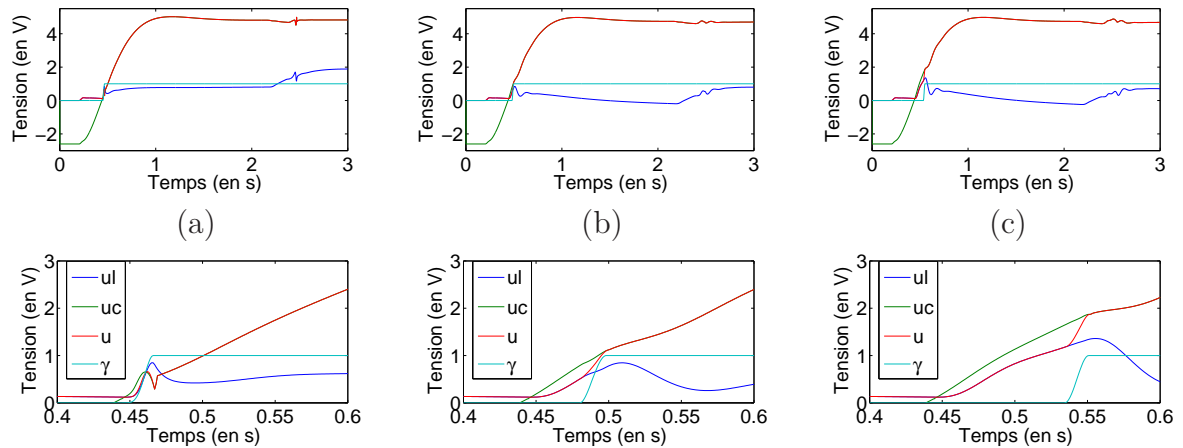 Tension (en V)
4
2
0
−2
0 1 2 3
Temps (en s)
(a)
Tension (en V)
4
2
0
−2
0 1 2 3
Temps (en s)
(b)
Tension (en V)
4
2
0
−2
0 1 2 3
Temps (en s)
(c)
Tension (en V)
3
2
1
0
ul
uc
u
γ
0.4 0.45 0.5 0.55 0.6
Temps (en s)
Tension (en V)
3
2
1
0
ul
uc
u
γ
0.4 0.45 0.5 0.55 0.6
Temps (en s)
Tension (en V)
3
2
1
0
ul
uc
u
γ
0.4 0.45 0.5 0.55 0.6
Temps (en s)